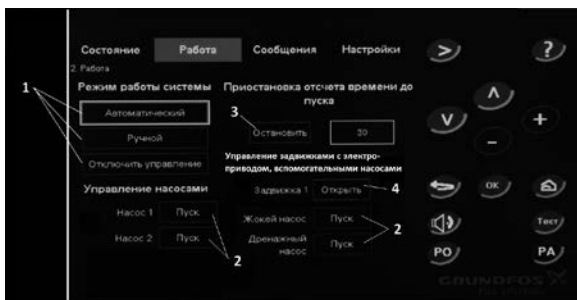 Состояние Работа Сообщения Настройки
2. Работа
Режим работы системы
Приостановка отсчета времени до
пуска
1
Автоматический
3
Остановить 30
Ручной
Управление задвижками с электро-
приводом, вспомогательными насосами
Отключить управление
Задвижка 1 Открыть 4
Управление насосами
Насос 1 Пуск
Жокей насос Пуск
2
Насос 2 Пуск
Дренажный
насос
Пуск
2
?
OK
Тест
РО
РА
GRUNDFOS